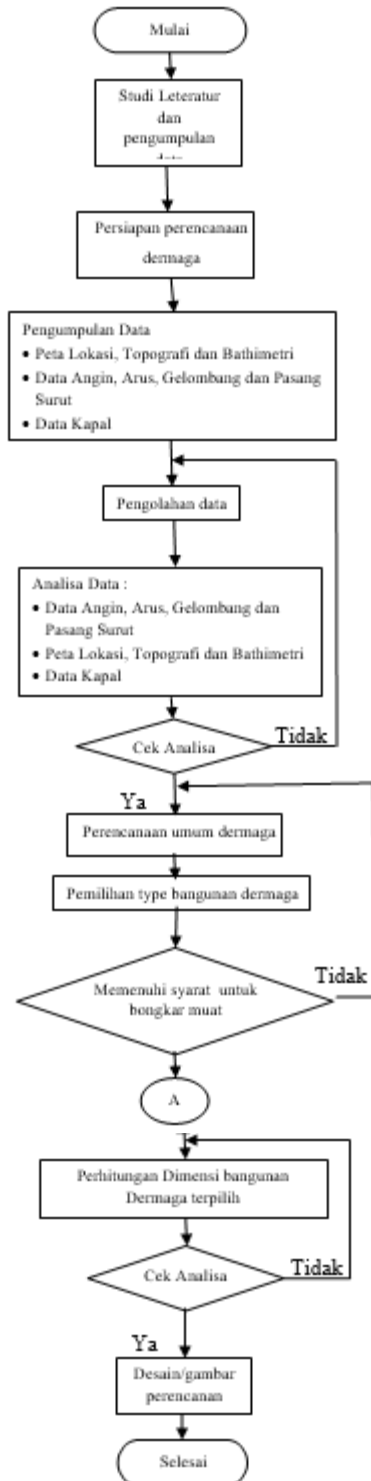 Mulai
Studi Leteratur
dan
pengumpulan
Persiapan perencanaan
dermaga
Pengumpulan Data
• Peta Lokasi, Topografi dan Bathimetri
• Data Angin, Arus, Gelombang dan Pasang
Surut
• Data Kapal
Pengolahan data
Analisa Data :
• Data Angin, Arus, Gelombang dan
Pasang Surut
• Peta Lokasi, Topografi dan Bathimetri
• Data Kapal
Cek Analisa
Tidak
Ya
Perencanaan umum dermaga
Pemilihan type bangunan dermaga
Memenuhi syarat untuk
bongkar muat
Tidak
A
Perhitungan Dimensi bangunan
Dermaga terpilih
Cek Analisa
Tidak
Ya
Desain/gambar
perencanan
Selesai